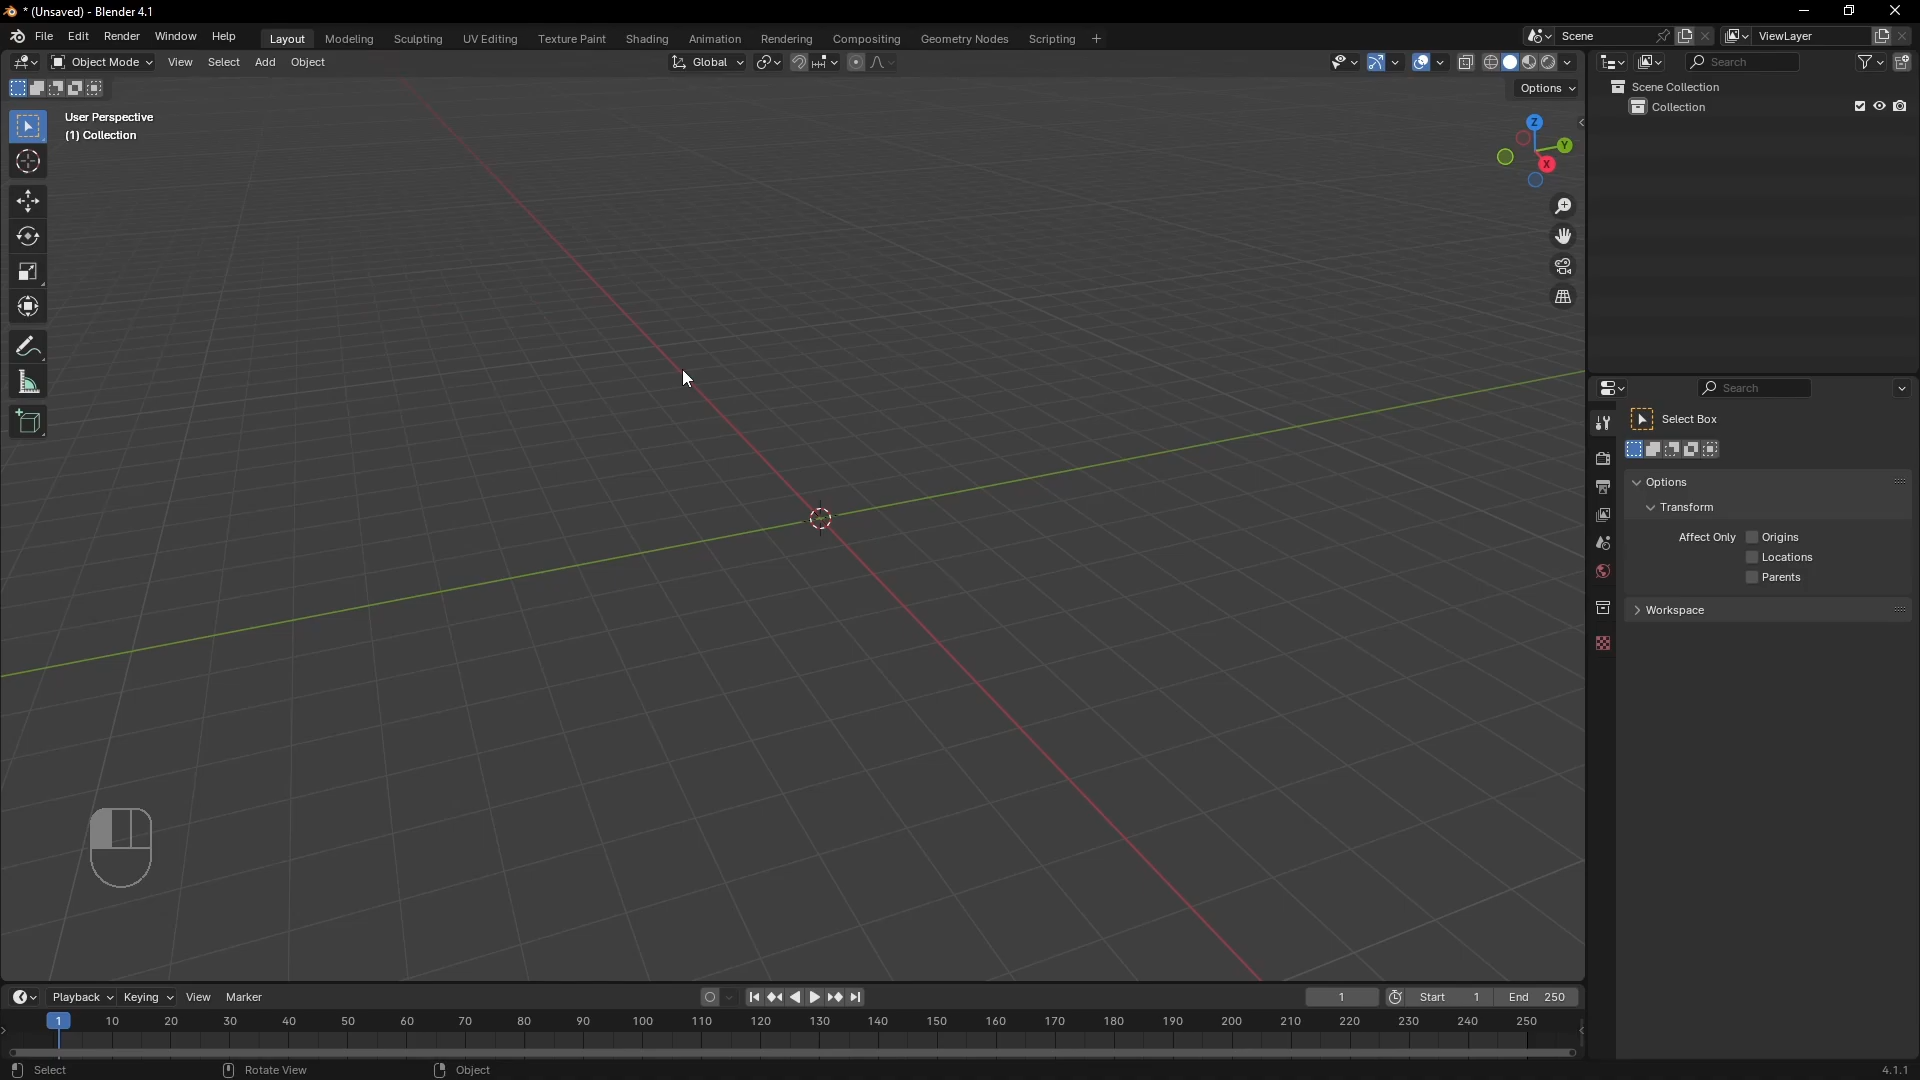 * (Unsaved) - Blender 4.1
File Edit Render Window Help Layout Modeling Sculpting UV Editing Texture Paint Shading Animation Rendering Compositing Geometry Nodes Scripting + Scene ViewLayer
Object Mode View Select Add Object Global Search
Options
User Perspective
(1) Collection
Z
Y
X
Scene Collection
Collection
Search
Select Box
Options
Transform
Affect Only Origins
Locations
Parents
Workspace
Playback Keying View Marker 1 Start 1 End 250
1 10 20 30 40 50 60 70 80 90 100 110 120 130 140 150 160 170 180 190 200 210 220 230 240 250
Select Rotate View Object 4.1.1